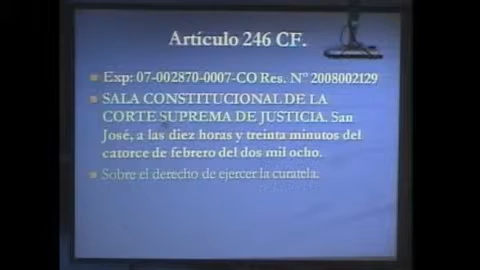 Artículo 246 CF.
Exp: 07-002870-0007-CO Res. Nº 2008002129
SALA CONSTITUCIONAL DE LA
CORTE SUPREMA DE JUSTICIA. San
José, a las diez horas y treinta minutos del
catorce de febrero del dos mil ocho.
Sobre el derecho de ejercer la curatela.